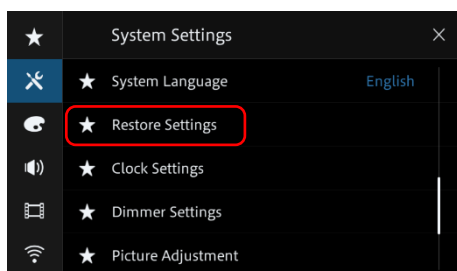 System Settings
System Language English
Restore Settings
Clock Settings
Dimmer Settings
Picture Adjustment